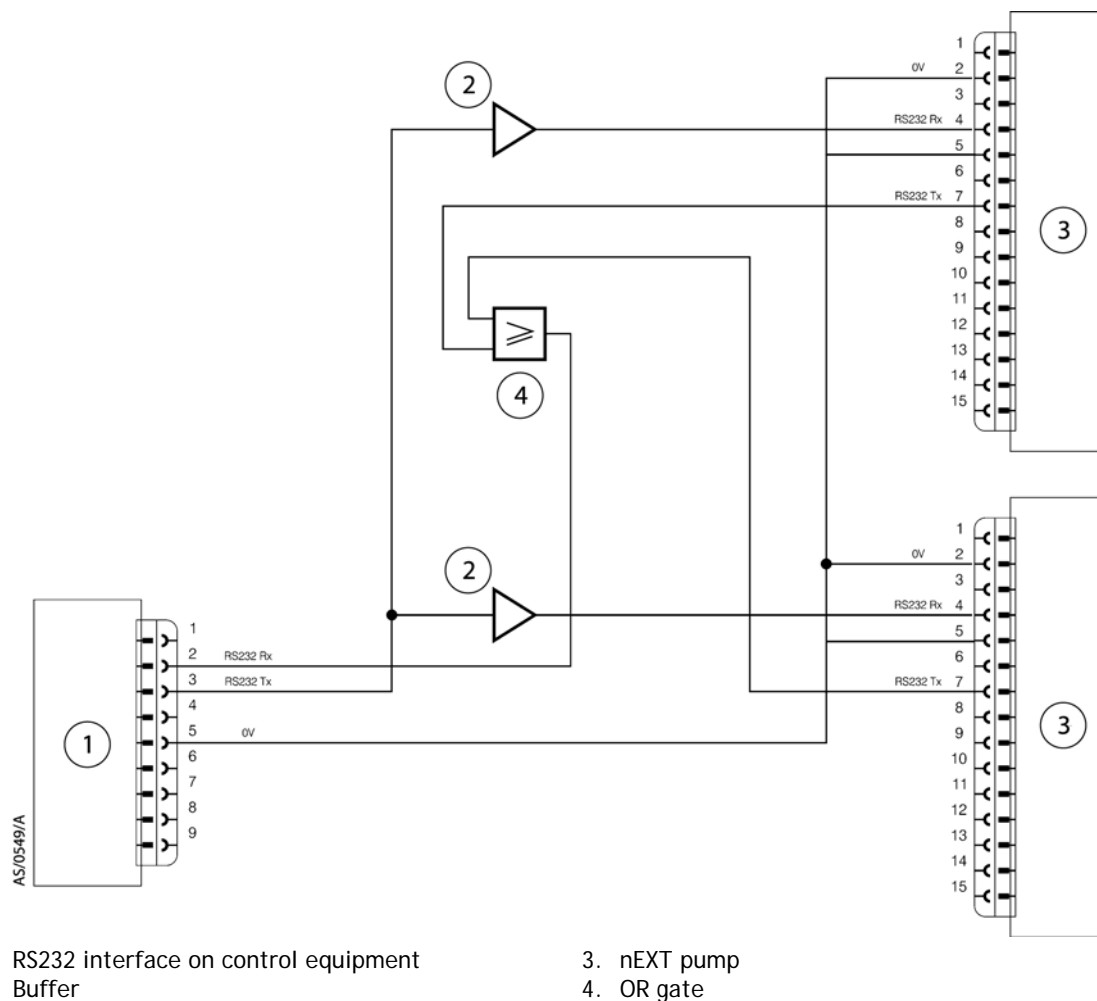 1
0V 2
3
RS232 Rx 4
5
6
RS232 Tx 7
8
9
10
11
12
13
14
15
3
2
4
1
0V 2
3
RS232 Rx 4
5
6
RS232 Tx 7
8
9
10
11
12
13
14
15
3
2
1
2 RS232 Rx
3 RS232 Tx
4
5 0V
6
7
8
9
1
AS/0549/A
RS232 interface on control equipment
Buffer
3. nEXT pump
4. OR gate